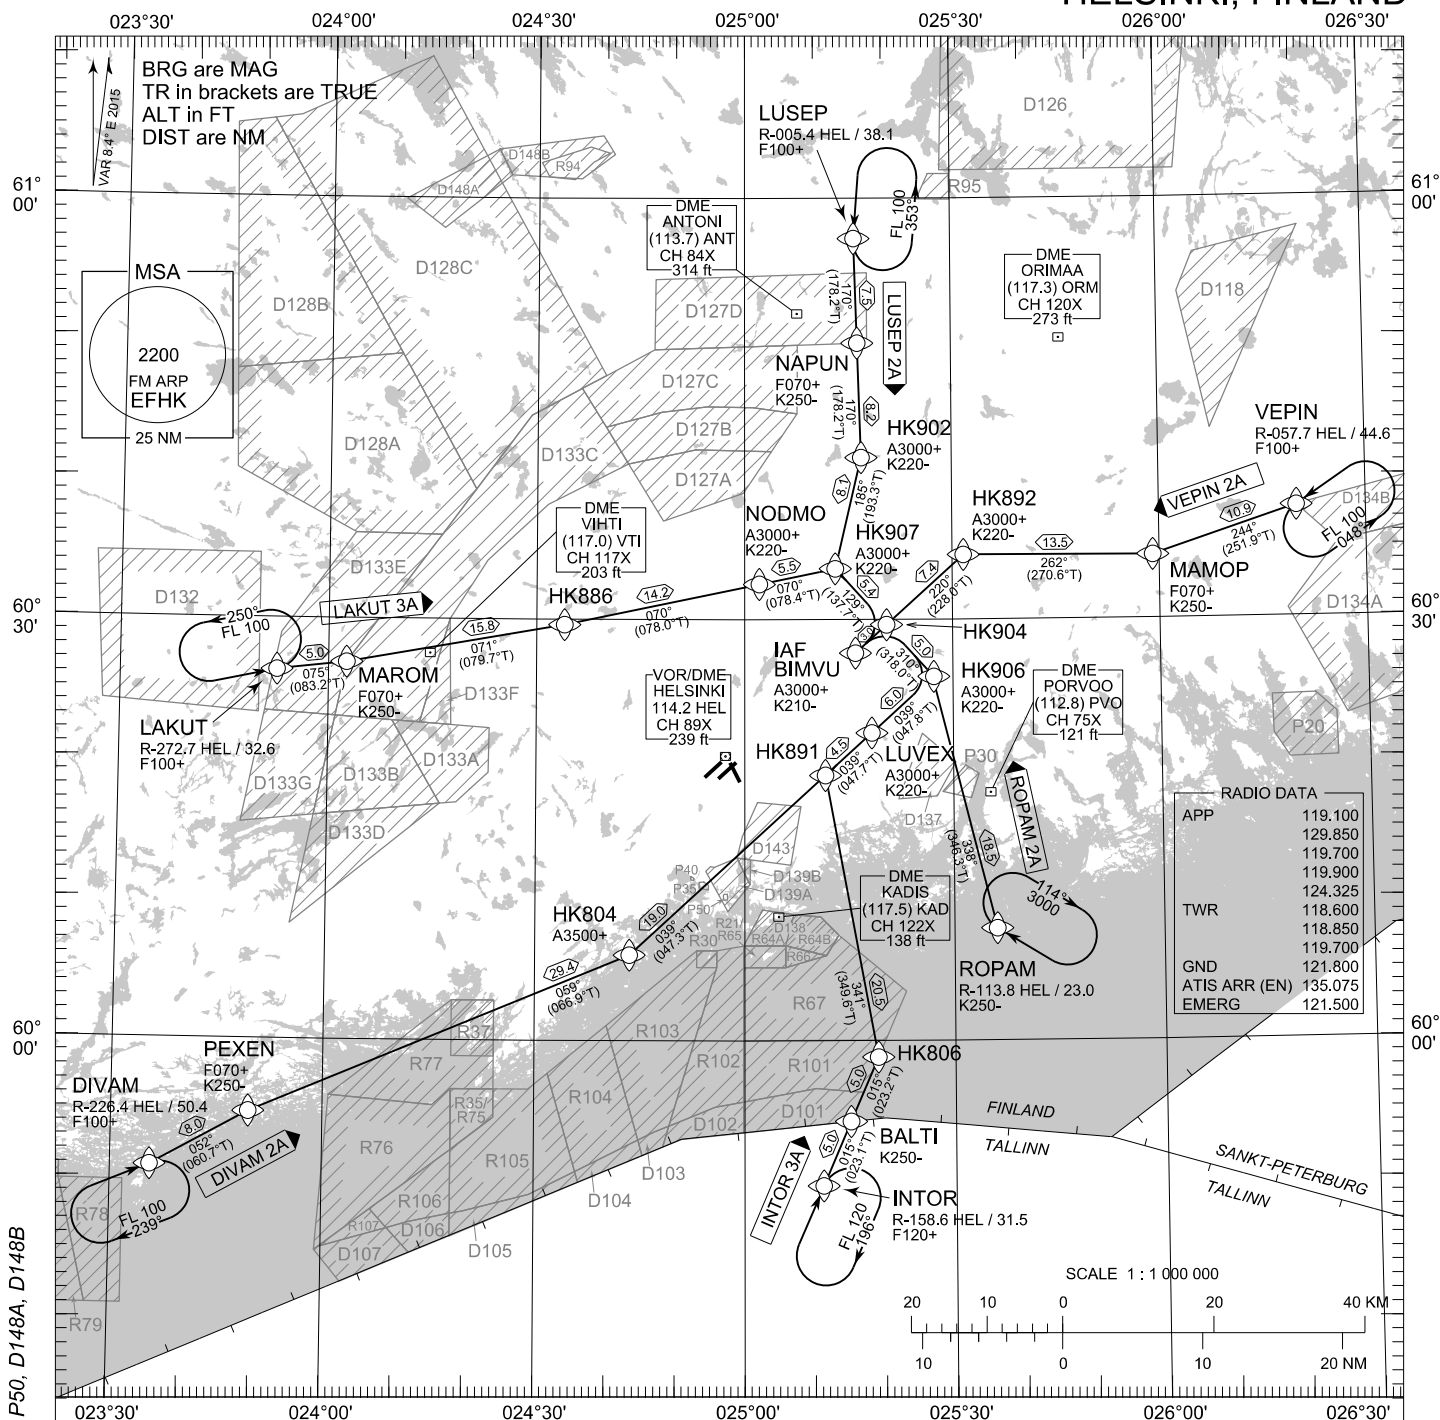 HELSINKI, FINLAND
023°30'
024°00'
024°30'
025°00'
025°30'
026°00'
026°30'
BRG are MAG
TR in brackets are TRUE
ALT in FT
DIST are NM
VAR 8.4° E 2015
61°
00'
61°
00'
60°
30'
60°
30'
60°
00'
60°
00'
MSA
2200
FM ARP
EFHK
25 NM
LUSEP
R-005.4 HEL / 38.1
F100+
FL 100
353°
DME
ANTONI
(113.7) ANT
CH 84X
314 ft
DME
ORIMAA
(117.3) ORM
CH 120X
273 ft
170°
(178.2°T)
7.5
LUSEP 2A
NAPUN
F070+
K250-
170°
(178.2°T)
8.2
HK902
A3000+
K220-
8.1
185°
(193.3°T)
VEPIN
R-057.7 HEL / 44.6
F100+
VEPIN 2A
FL 100
048°
10.9
244°
(251.9°T)
MAMOP
F070+
K250-
13.5
262°
(270.6°T)
HK892
A3000+
K220-
7.4
220°
(228.0°T)
NODMO
A3000+
K220-
HK907
A3000+
K220-
5.5
070°
(078.4°T)
5.4
129°
(137.7°T)
DME
VIHTI
(117.0) VTI
CH 117X
203 ft
HK886
14.2
070°
(078.0°T)
LAKUT 3A
250°
FL 100
5.0
075°
(083.2°T)
15.8
071°
(079.7°T)
MAROM
F070+
K250-
LAKUT
R-272.7 HEL / 32.6
F100+
HK904
IAF
BIMVU
A3000+
K210-
3.0
310°
(318.0°T)
5.0
HK906
A3000+
K220-
VOR/DME
HELSINKI
114.2 HEL
CH 89X
239 ft
DME
PORVOO
(112.8) PVO
CH 75X
121 ft
6.0
039°
(047.8°T)
HK891
4.5
039°
(047.7°T)
LUVEX
A3000+
K220-
ROPAM 2A
338°
(346.3°T)
18.5
114°
3000
ROPAM
R-113.8 HEL / 23.0
K250-
DME
KADIS
(117.5) KAD
CH 122X
138 ft
RADIO DATA
APP 119.100
129.850
119.700
119.900
124.325
TWR 118.600
118.850
119.700
GND 121.800
ATIS ARR (EN) 135.075
EMERG 121.500
HK804
A3500+
19.0
039°
(047.3°T)
29.4
059°
(066.9°T)
341°
(349.6°T)
20.5
HK806
PEXEN
F070+
K250-
DIVAM
R-226.4 HEL / 50.4
F100+
8.0
052°
(060.7°T)
DIVAM 2A
FL 100
239°
5.0
015°
(023.2°T)
BALTI
K250-
5.0
015°
(023.1°T)
INTOR 3A
INTOR
R-158.6 HEL / 31.5
F120+
FL 120
196°
FINLAND
TALLINN
SANKT-PETERBURG
TALLINN
SCALE 1 : 1 000 000
20 10 0 20 40 KM
10 0 10 20 NM
D126
R95
D148B
R94
D148A
D128C
D128B
D118
D127D
D127C
D127B
D127A
D128A
D133C
D134B
D133E
D132
D134A
D133F
P20
D133A
D133B
D133G
D133D
P30
D137
D143
P40
P35
P50
D139B
D139A
R21/
R65
D138
R64A
R64B
R66
R30
R67
R103
R102
R101
R37
R77
R104
R35/
R75
D102
D101
R76
R105
D103
D104
R106
R107
D106
D105
D107
R78
R79
P50, D148A, D148B
023°30'
024°00'
024°30'
025°00'
025°30'
026°00'
026°30'